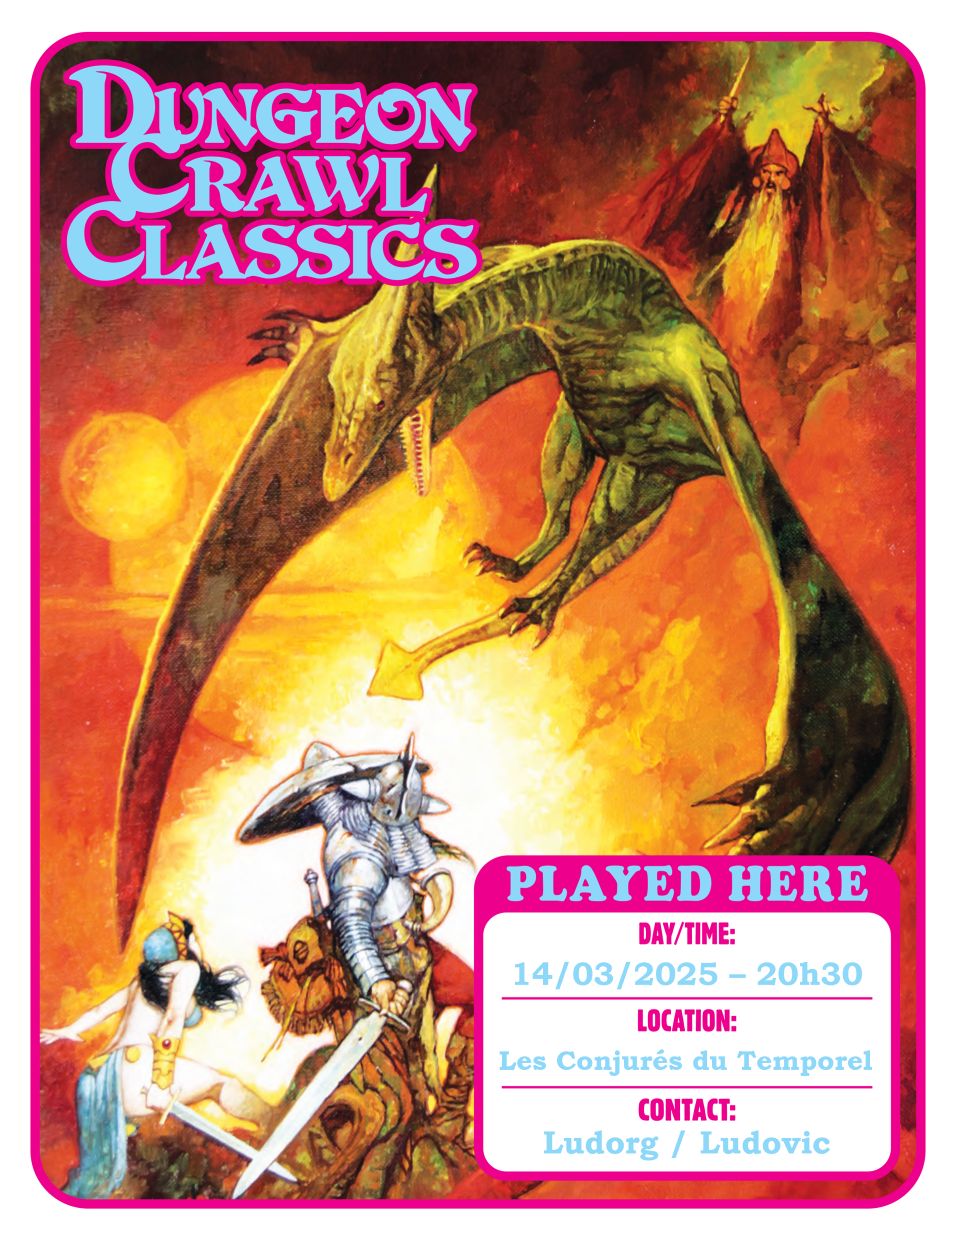 DUNGEON
CRAWL
CLASSICS
PLAYED HERE
DAY/TIME:
14/03/2025 – 20h30
LOCATION:
Les Conjurés du Temporel
CONTACT:
Ludorg / Ludovic